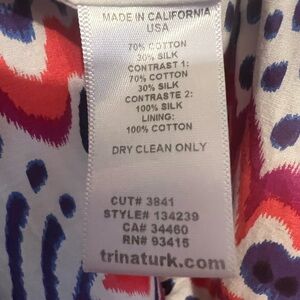 MADE IN CALIFORNIA
USA
70% COTTON
30% SILK
CONTRAST 1:
70% COTTON
30% SILK
CONTRASTE 2:
100% SILK
LINING:
100% COTTON
DRY CLEAN ONLY
CUT# 3841
STYLE# 134239
CA# 34460
RN# 93415
trinaturk.com